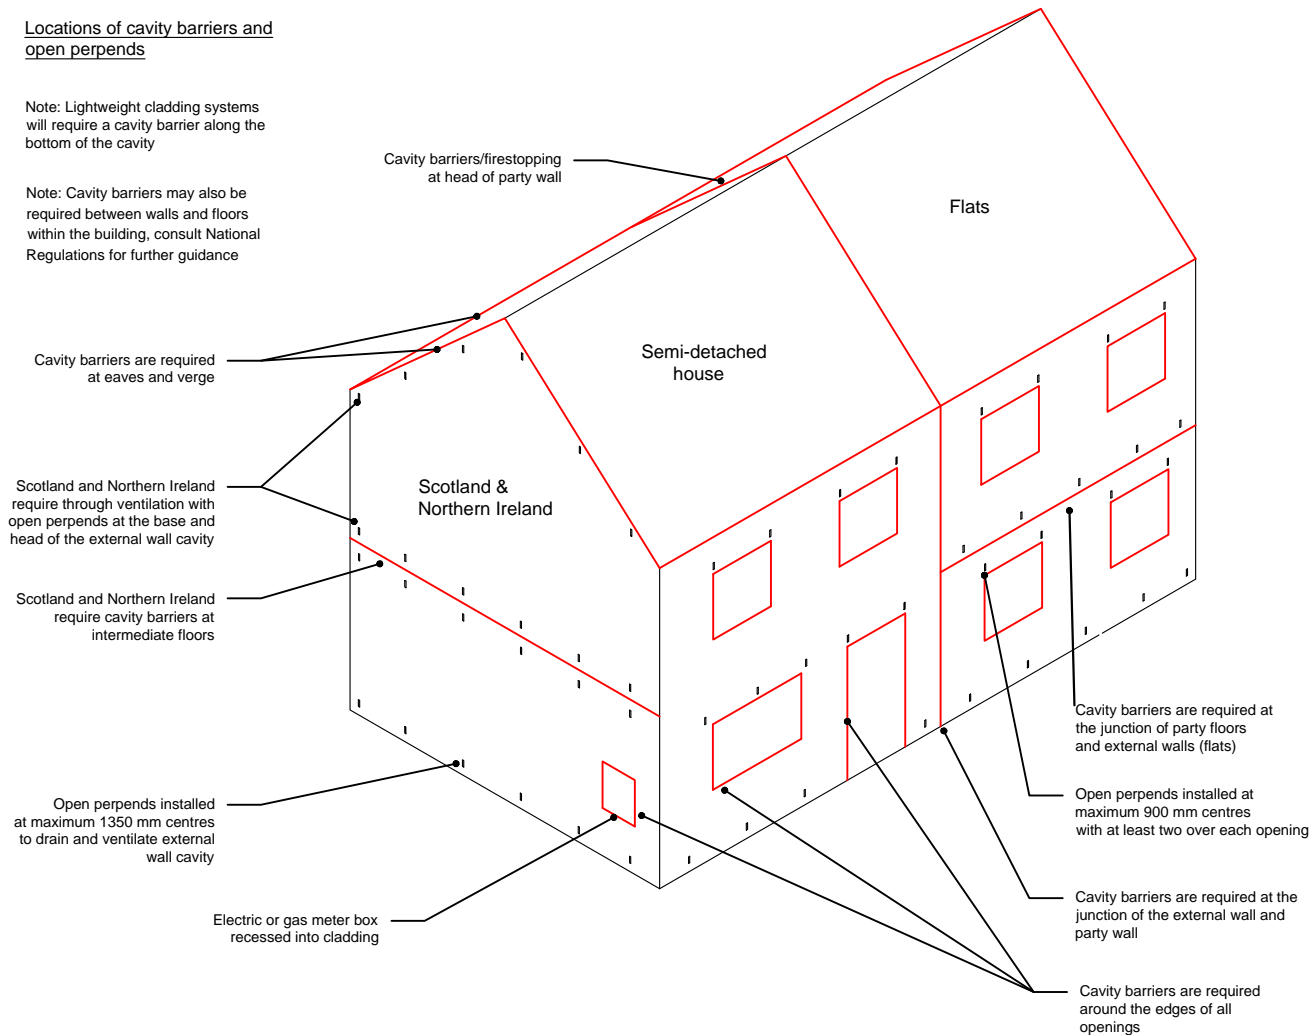 Locations of cavity barriers and
open perpends
Note: Lightweight cladding systems
will require a cavity barrier along the
bottom of the cavity
Note: Cavity barriers may also be
required between walls and floors
within the building, consult National
Regulations for further guidance
Cavity barriers/firestopping
at head of party wall
Flats
Cavity barriers are required
at eaves and verge
Semi-detached
house
Scotland and Northern Ireland
require through ventilation with
open perpends at the base and
head of the external wall cavity
Scotland &
Northern Ireland
Scotland and Northern Ireland
require cavity barriers at
intermediate floors
Cavity barriers are required at
the junction of party floors
and external walls (flats)
Open perpends installed
at maximum 1350 mm centres
to drain and ventilate external
wall cavity
Open perpends installed at
maximum 900 mm centres
with at least two over each opening
Electric or gas meter box
recessed into cladding
Cavity barriers are required at the
junction of the external wall and
party wall
Cavity barriers are required
around the edges of all
openings